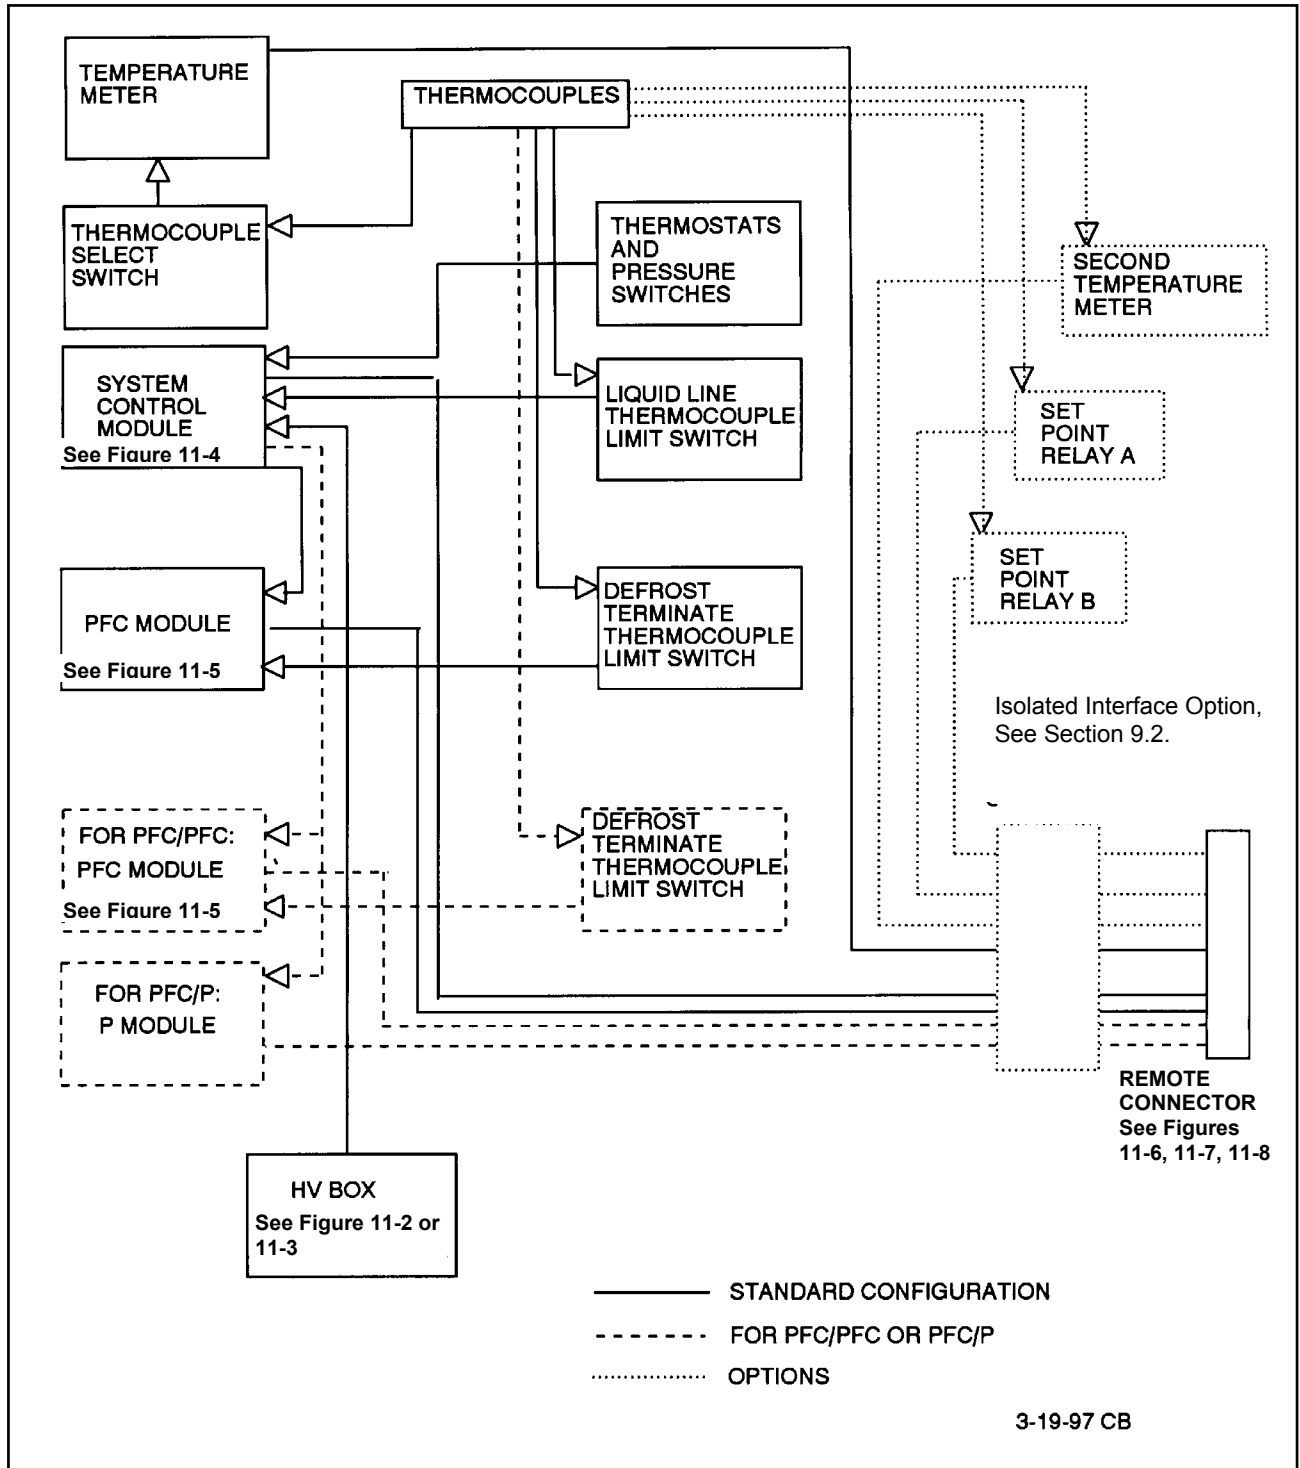 TEMPERATURE
METER
THERMOCOUPLES
THERMOCOUPLE
SELECT
SWITCH
THERMOSTATS
AND
PRESSURE
SWITCHES
SECOND
TEMPERATURE
METER
SYSTEM
CONTROL
MODULE
See Figure 11-4
LIQUID LINE
THERMOCOUPLE
LIMIT SWITCH
SET
POINT
RELAY A
SET
POINT
RELAY B
PFC MODULE
See Figure 11-5
DEFROST
TERMINATE
THERMOCOUPLE
LIMIT SWITCH
Isolated Interface Option,
See Section 9.2.
FOR PFC/PFC:
PFC MODULE
See Figure 11-5
DEFROST
TERMINATE
THERMOCOUPLE
LIMIT SWITCH
FOR PFC/P:
P MODULE
REMOTE
CONNECTOR
See Figures
11-6, 11-7, 11-8
HV BOX
See Figure 11-2 or
11-3
STANDARD CONFIGURATION
FOR PFC/PFC OR PFC/P
OPTIONS
3-19-97 CB